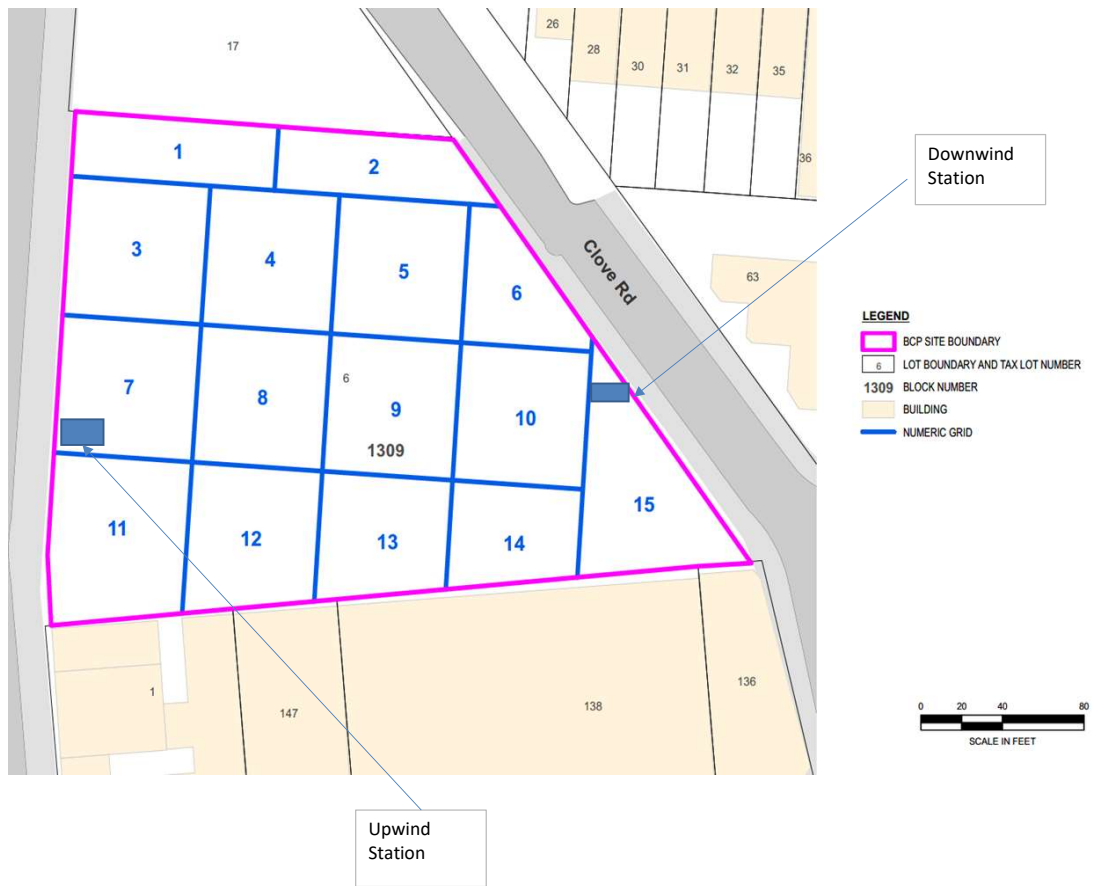 17
26
28
30
31
32
35
36
Downwind
Station
1
2
3
4
5
6
Clove Rd
63
LEGEND
BCP SITE BOUNDARY
6 LOT BOUNDARY AND TAX LOT NUMBER
1309 BLOCK NUMBER
BUILDING
NUMERIC GRID
7
8
6
9
10
1309
11
12
13
14
15
1
147
138
136
0 20 40 80
SCALE IN FEET
Upwind
Station